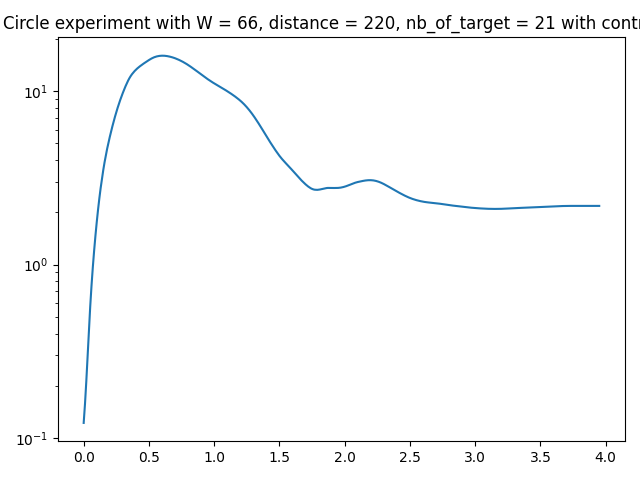 Circle experiment with W = 66, distance = 220, nb_of_target = 21 with
10¹
10⁰
10⁻¹
0.0 0.5 1.0 1.5 2.0 2.5 3.0 3.5 4.0